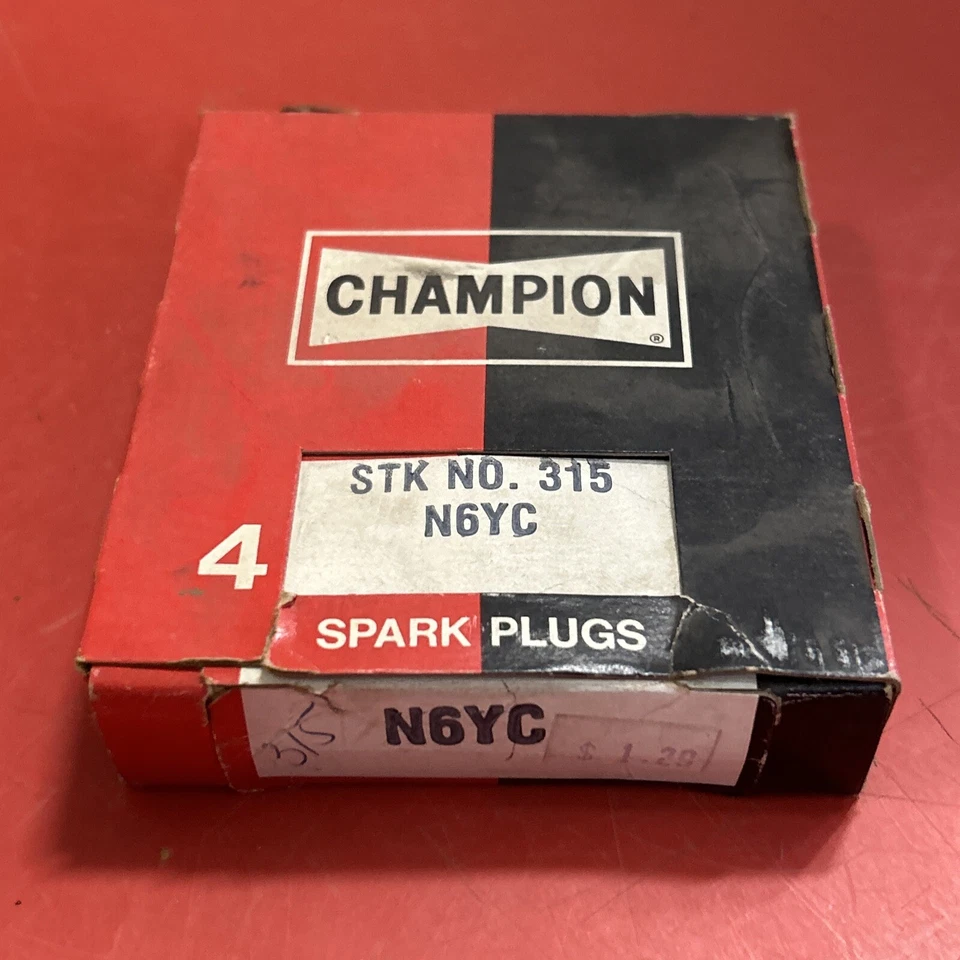 CHAMPION
®
STK NO. 315
N6YC
4
SPARK PLUGS
N6YC
315
$ 1.20